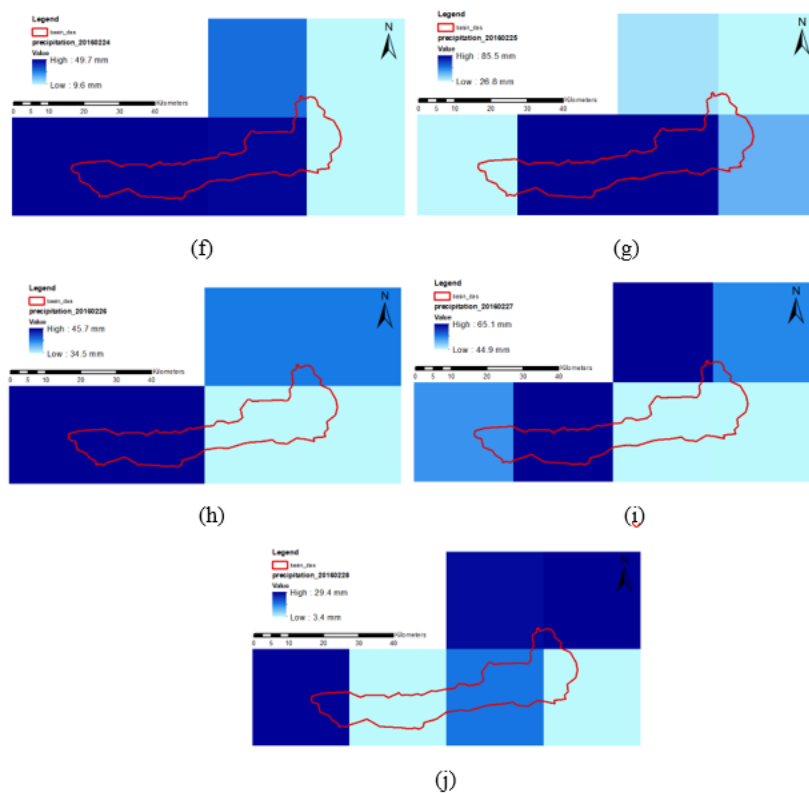 Legend
basin_das
precipitation_20160224
Value
High : 49.7 mm
Low : 9.6 mm
Kilometers
0 5 10 20 30 40
N
(f)
Legend
basin_das
precipitation_20160225
Value
High : 85.5 mm
Low : 26.8 mm
Kilometers
0 5 10 20 30 40
N
(g)
Legend
basin_das
precipitation_20160226
Value
High : 45.7 mm
Low : 34.5 mm
Kilometers
0 5 10 20 30 40
N
(h)
Legend
basin_das
precipitation_20160227
Value
High : 65.1 mm
Low : 44.9 mm
Kilometers
0 5 10 20 30 40
N
(i)
Legend
basin_das
precipitation_20160228
Value
High : 29.4 mm
Low : 3.4 mm
Kilometers
0 5 10 20 30 40
N
(j)